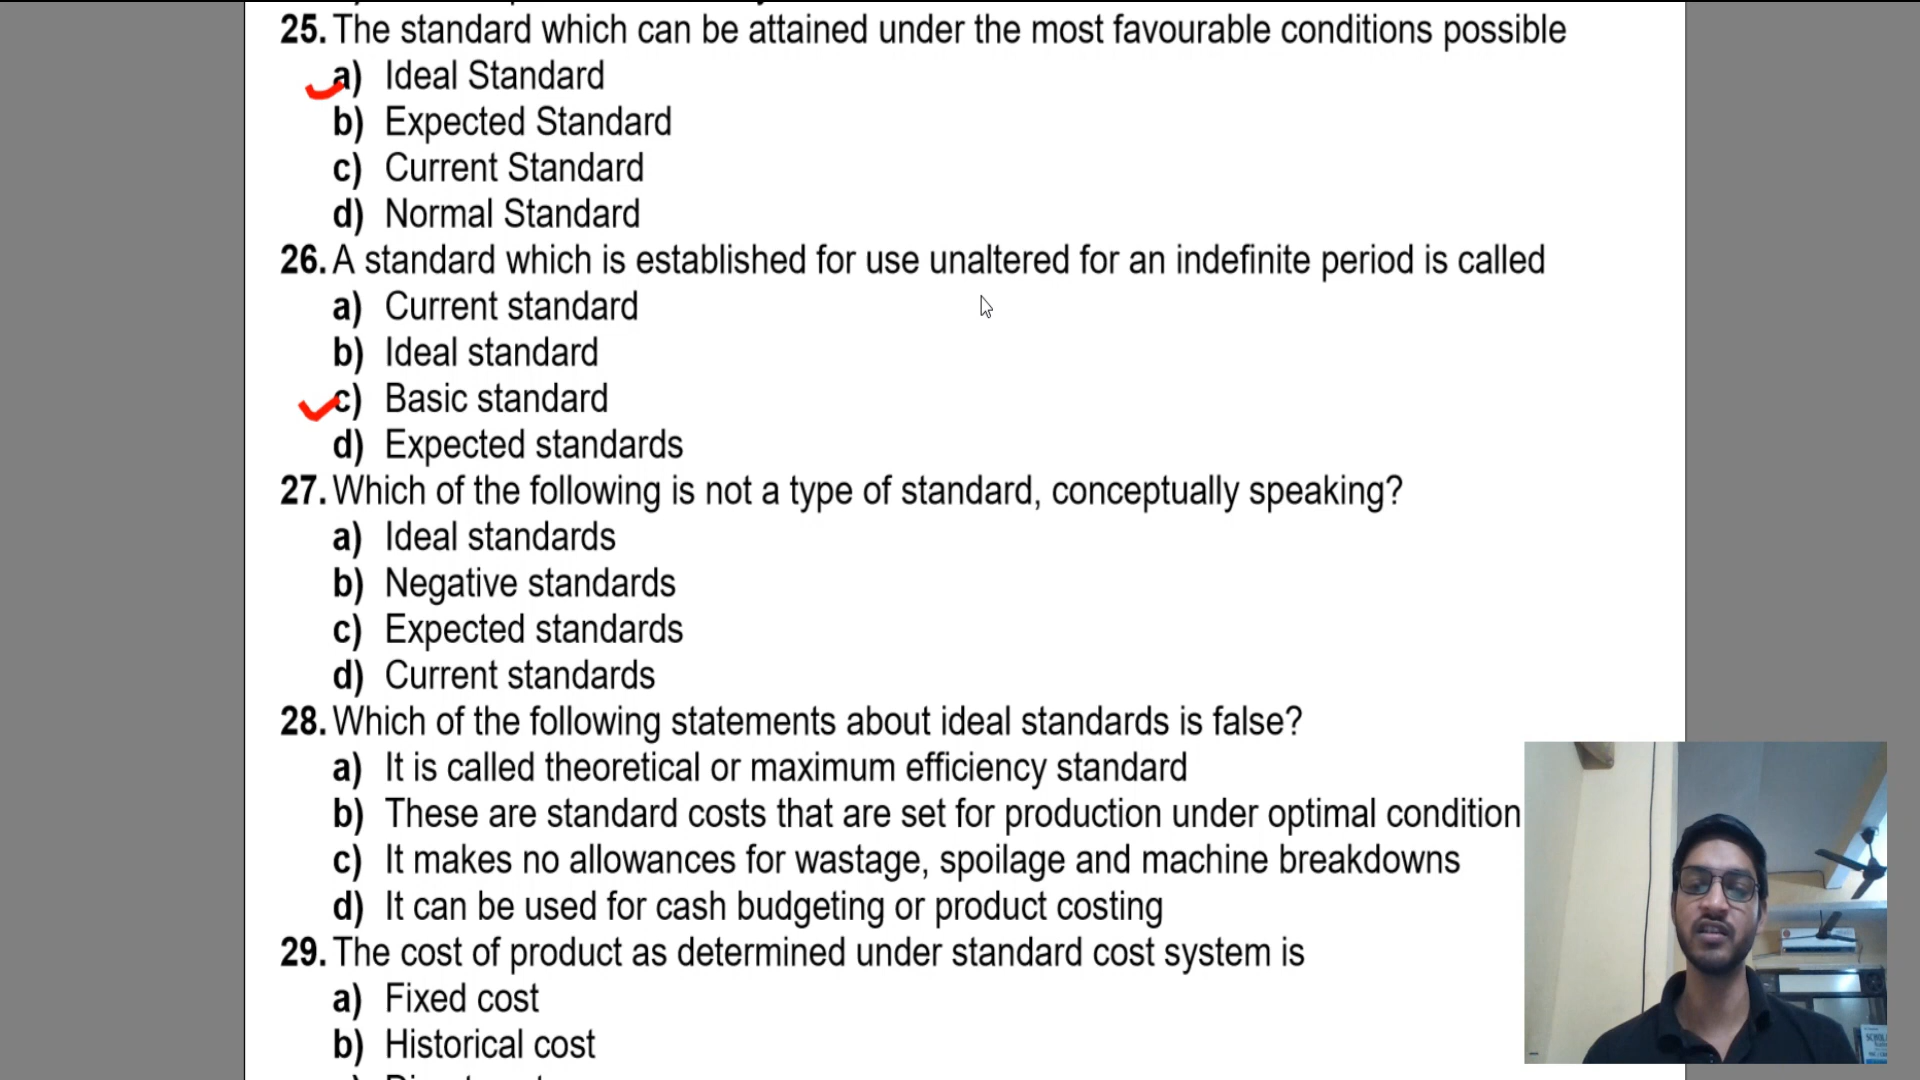 25. The standard which can be attained under the most favourable conditions possible
a) Ideal Standard
b) Expected Standard
c) Current Standard
d) Normal Standard
26. A standard which is established for use unaltered for an indefinite period is called
a) Current standard
b) Ideal standard
c) Basic standard
d) Expected standards
27. Which of the following is not a type of standard, conceptually speaking?
a) Ideal standards
b) Negative standards
c) Expected standards
d) Current standards
28. Which of the following statements about ideal standards is false?
a) It is called theoretical or maximum efficiency standard
b) These are standard costs that are set for production under optimal condition
c) It makes no allowances for wastage, spoilage and machine breakdowns
d) It can be used for cash budgeting or product costing
29. The cost of product as determined under standard cost system is
a) Fixed cost
b) Historical cost